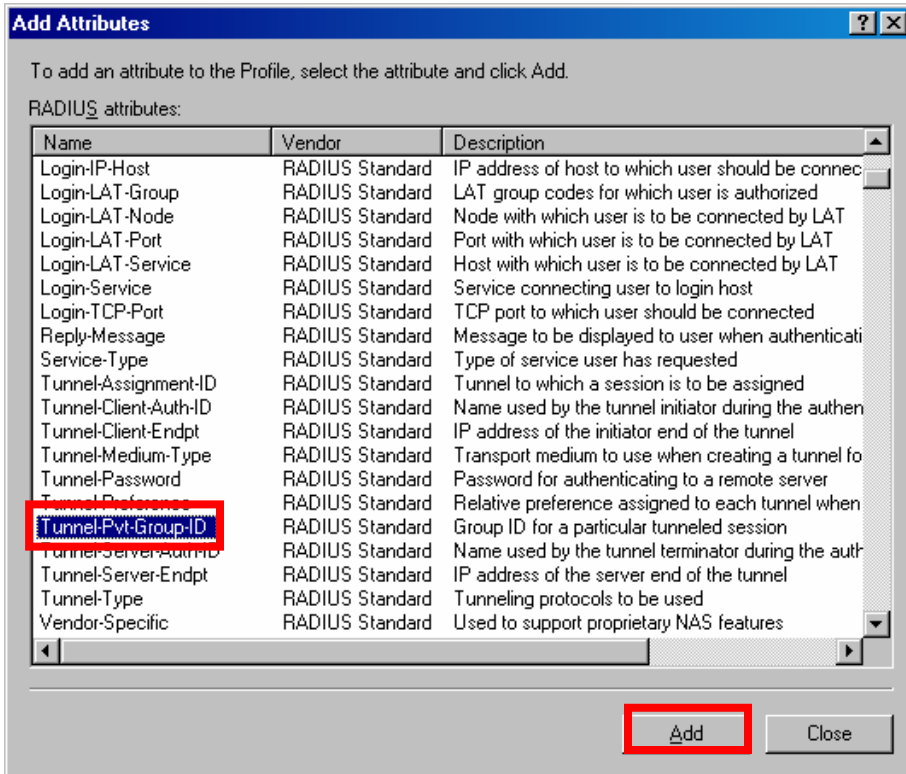 Add Attributes
To add an attribute to the Profile, select the attribute and click Add.
RADIUS attributes:
Name Vendor Description
Login-IP-Host RADIUS Standard IP address of host to which user should be connec
Login-LAT-Group RADIUS Standard LAT group codes for which user is authorized
Login-LAT-Node RADIUS Standard Node with which user is to be connected by LAT
Login-LAT-Port RADIUS Standard Port with which user is to be connected by LAT
Login-LAT-Service RADIUS Standard Host with which user is to be connected by LAT
Login-Service RADIUS Standard Service connecting user to login host
Login-TCP-Port RADIUS Standard TCP port to which user should be connected
Reply-Message RADIUS Standard Message to be displayed to user when authenticati
Service-Type RADIUS Standard Type of service user has requested
Tunnel-Assignment-ID RADIUS Standard Tunnel to which a session is to be assigned
Tunnel-Client-Auth-ID RADIUS Standard Name used by the tunnel initiator during the authen
Tunnel-Client-Endpt RADIUS Standard IP address of the initiator end of the tunnel
Tunnel-Medium-Type RADIUS Standard Transport medium to use when creating a tunnel fo
Tunnel-Password RADIUS Standard Password for authenticating to a remote server
Tunnel-Preference RADIUS Standard Relative preference assigned to each tunnel when
Tunnel-Pvt-Group-ID RADIUS Standard Group ID for a particular tunneled session
Tunnel-Server-Auth-ID RADIUS Standard Name used by the tunnel terminator during the auth
Tunnel-Server-Endpt RADIUS Standard IP address of the server end of the tunnel
Tunnel-Type RADIUS Standard Tunneling protocols to be used
Vendor-Specific RADIUS Standard Used to support proprietary NAS features
Add Close